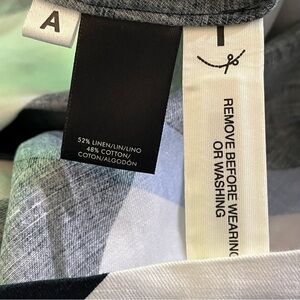 A
52% LINEN/LIN/LINO
48% COTTON/
COTON/ALGODÓN
REMOVE BEFORE WEARING
OR WASHING